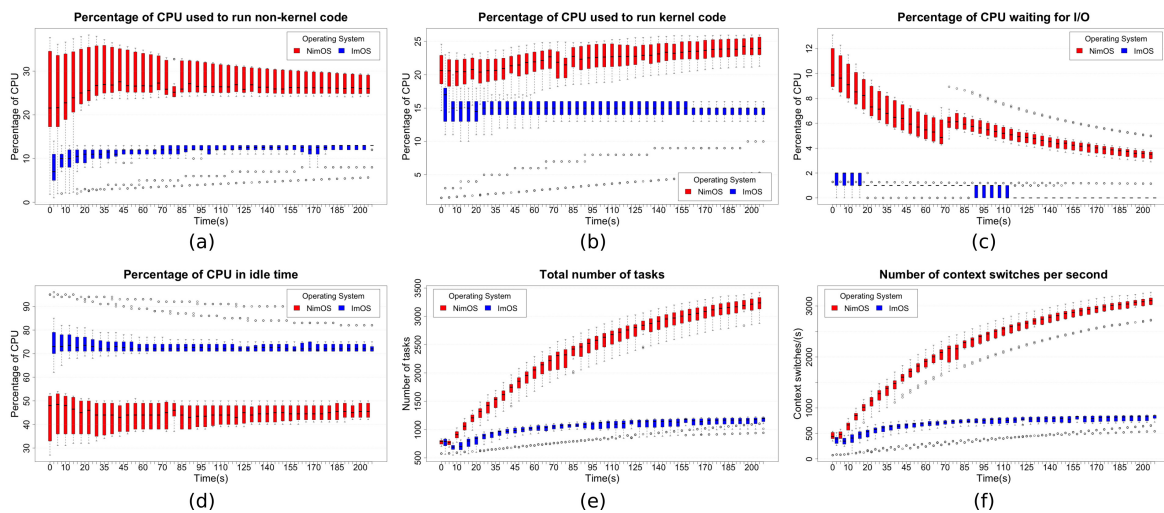 Percentage of CPU used to run non-kernel code
Operating System
NimOS ImOS
Percentage of CPU
0 10 20 30
0 10 20 35 45 55 60 70 85 95 110 125 140 155 170 185 200
Time(s)
(a)
Percentage of CPU used to run kernel code
Operating System
NimOS ImOS
Percentage of CPU
5 10 15 20 25
0 10 20 35 45 55 60 70 85 95 110 125 140 155 170 185 200
Time(s)
(b)
Percentage of CPU waiting for I/O
Operating System
NimOS ImOS
Percentage of CPU
0 2 4 6 8 10 12
0 10 20 35 45 55 60 70 85 95 110 125 140 155 170 185 200
Time(s)
(c)
Percentage of CPU in idle time
Operating System
NimOS ImOS
Percentage of CPU
30 40 50 60 70 80 90
0 10 20 35 45 55 60 70 85 95 110 125 140 155 170 185 200
Time(s)
(d)
Total number of tasks
Operating System
NimOS ImOS
Number of tasks
500 1000 1500 2000 2500 3000 3500
0 10 20 35 45 55 60 70 85 95 110 125 140 155 170 185 200
Time(s)
(e)
Number of context switches per second
Operating System
NimOS ImOS
Context switches/(s)
0 500 1000 2000 3000
0 10 20 35 45 55 60 70 85 95 110 125 140 155 170 185 200
Time(s)
(f)